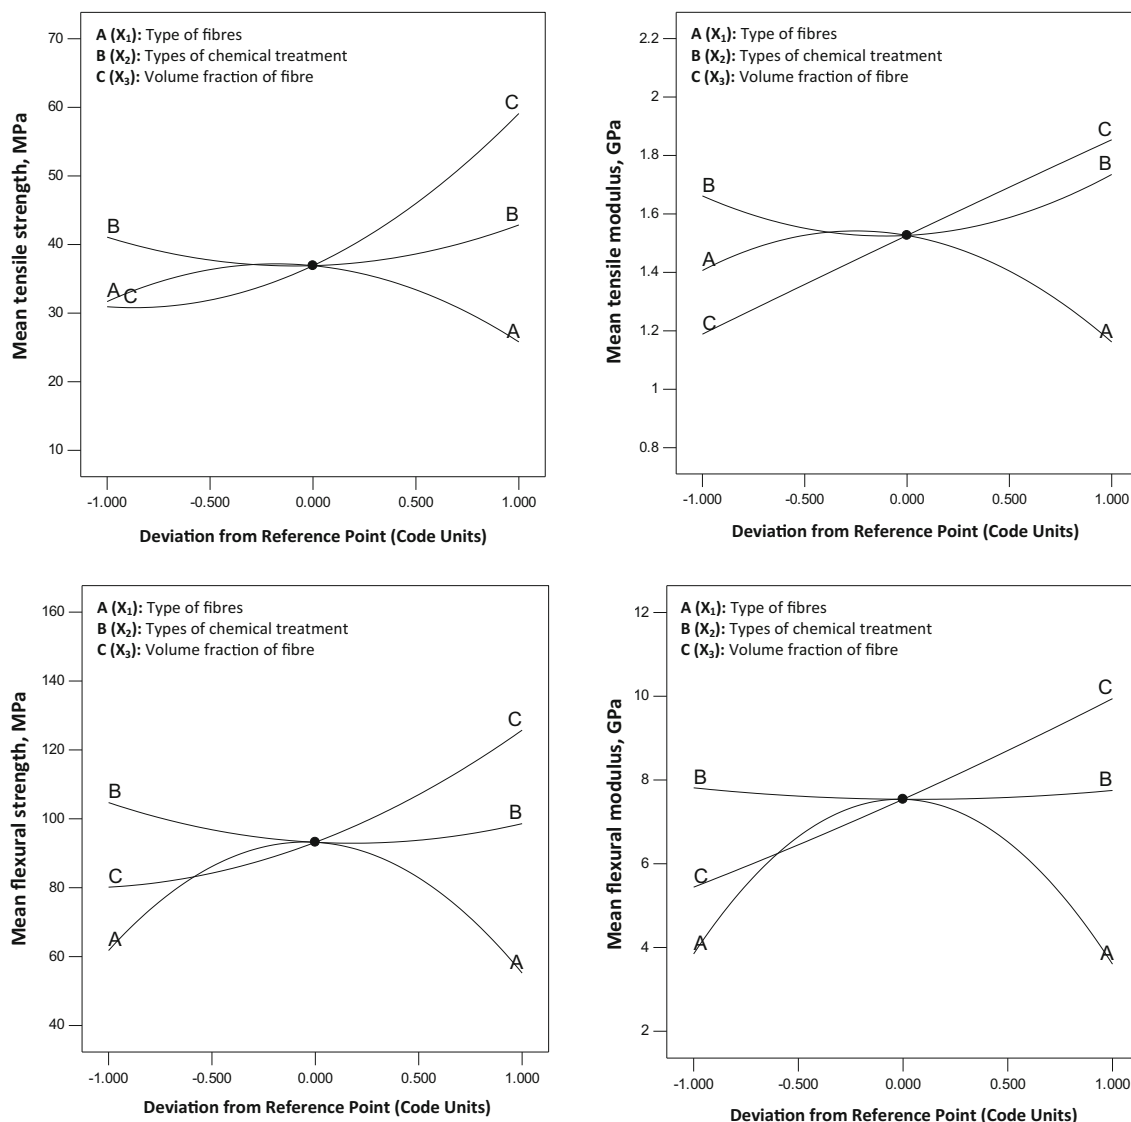 A (X₁): Type of fibres
B (X₂): Types of chemical treatment
C (X₃): Volume fraction of fibre
Mean tensile strength, MPa
70
60
50
40
30
20
10
B
A
C
C
B
A
-1.000
-0.500
0.000
0.500
1.000
Deviation from Reference Point (Code Units)
A (X₁): Type of fibres
B (X₂): Types of chemical treatment
C (X₃): Volume fraction of fibre
Mean tensile modulus, GPa
2.2
2
1.8
1.6
1.4
1.2
1
0.8
B
A
C
C
B
A
-1.000
-0.500
0.000
0.500
1.000
Deviation from Reference Point (Code Units)
A (X₁): Type of fibres
B (X₂): Types of chemical treatment
C (X₃): Volume fraction of fibre
Mean flexural strength, MPa
160
140
120
100
80
60
40
B
C
A
C
B
A
-1.000
-0.500
0.000
0.500
1.000
Deviation from Reference Point (Code Units)
A (X₁): Type of fibres
B (X₂): Types of chemical treatment
C (X₃): Volume fraction of fibre
Mean flexural modulus, GPa
12
10
8
6
4
2
B
C
A
C
B
A
-1.000
-0.500
0.000
0.500
1.000
Deviation from Reference Point (Code Units)